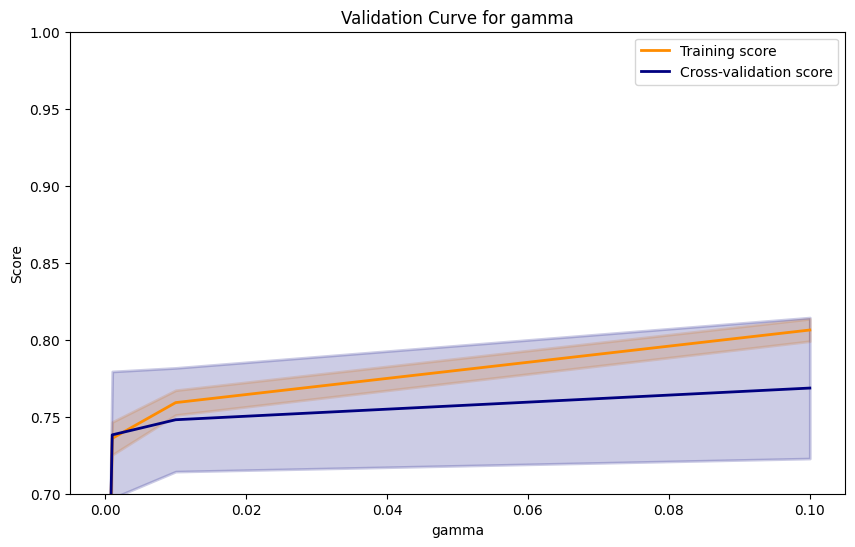 Validation Curve for gamma
1.00
0.95
0.90
0.85
0.80
0.75
0.70
Score
Training score
Cross-validation score
0.00 0.02 0.04 0.06 0.08 0.10
gamma